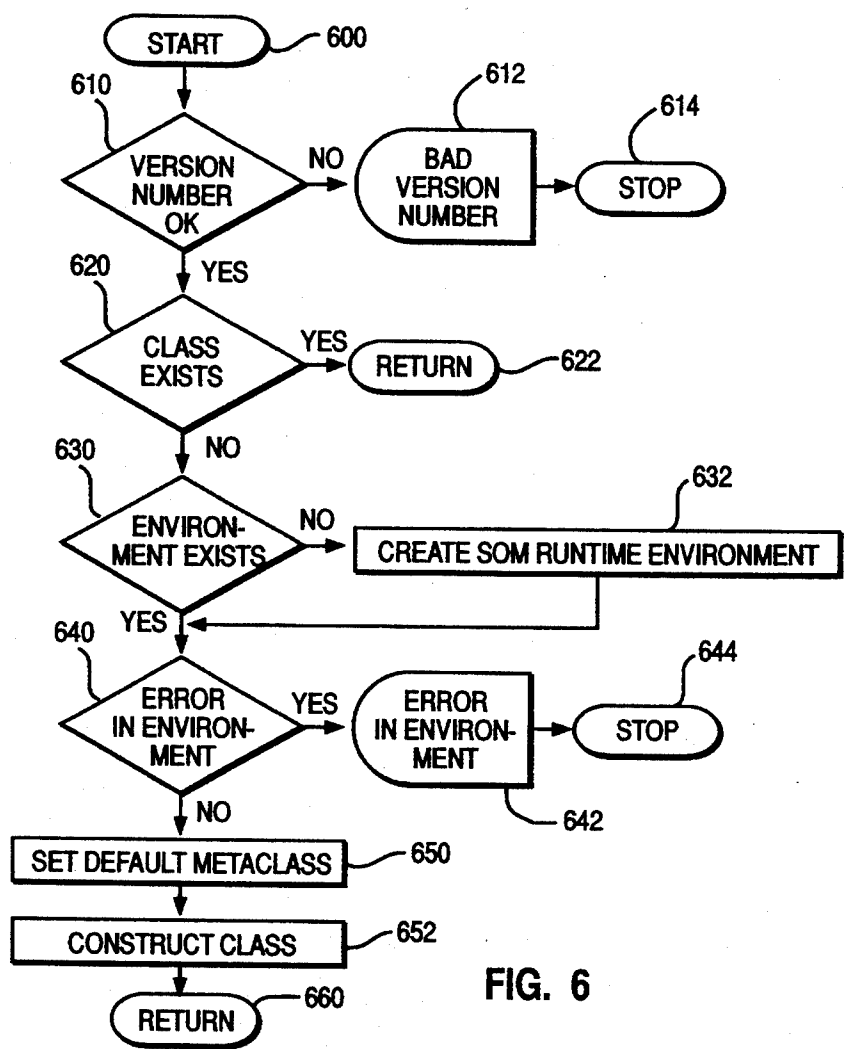 START
600
610
VERSION
NUMBER
OK
NO
612
BAD
VERSION
NUMBER
614
STOP
YES
620
CLASS
EXISTS
YES
RETURN
622
NO
630
ENVIRON-
MENT EXISTS
NO
632
CREATE SOM RUNTIME ENVIRONMENT
YES
640
ERROR
IN ENVIRON-
MENT
YES
ERROR
IN ENVIRON-
MENT
642
644
STOP
NO
SET DEFAULT METACLASS
650
CONSTRUCT CLASS
652
RETURN
660
FIG. 6